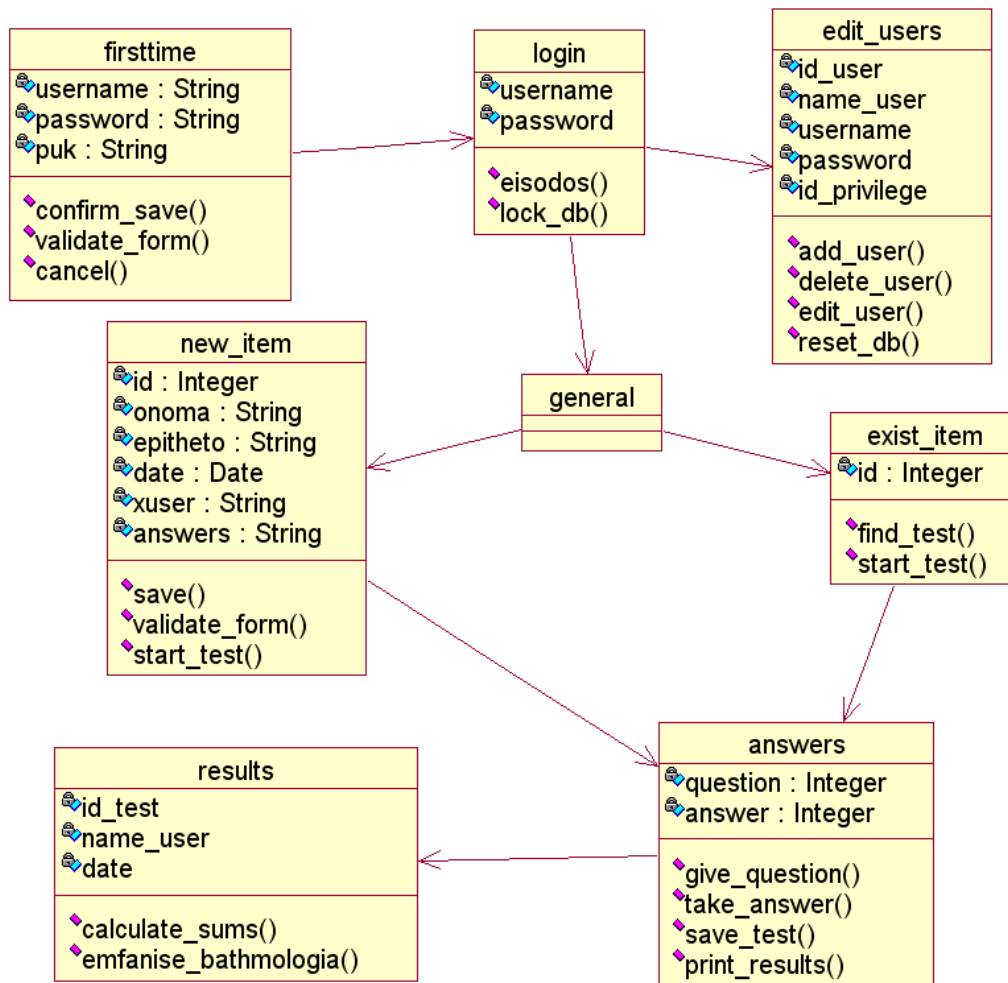 firsttime
username : String
password : String
puk : String
confirm_save()
validate_form()
cancel()
login
username
password
eisodos()
lock_db()
edit_users
id_user
name_user
username
password
id_privilege
add_user()
delete_user()
edit_user()
reset_db()
new_item
id : Integer
onoma : String
epitheto : String
date : Date
xuser : String
answers : String
save()
validate_form()
start_test()
general
exist_item
id : Integer
find_test()
start_test()
results
id_test
name_user
date
calculate_sums()
emfanise_bathmologia()
answers
question : Integer
answer : Integer
give_question()
take_answer()
save_test()
print_results()